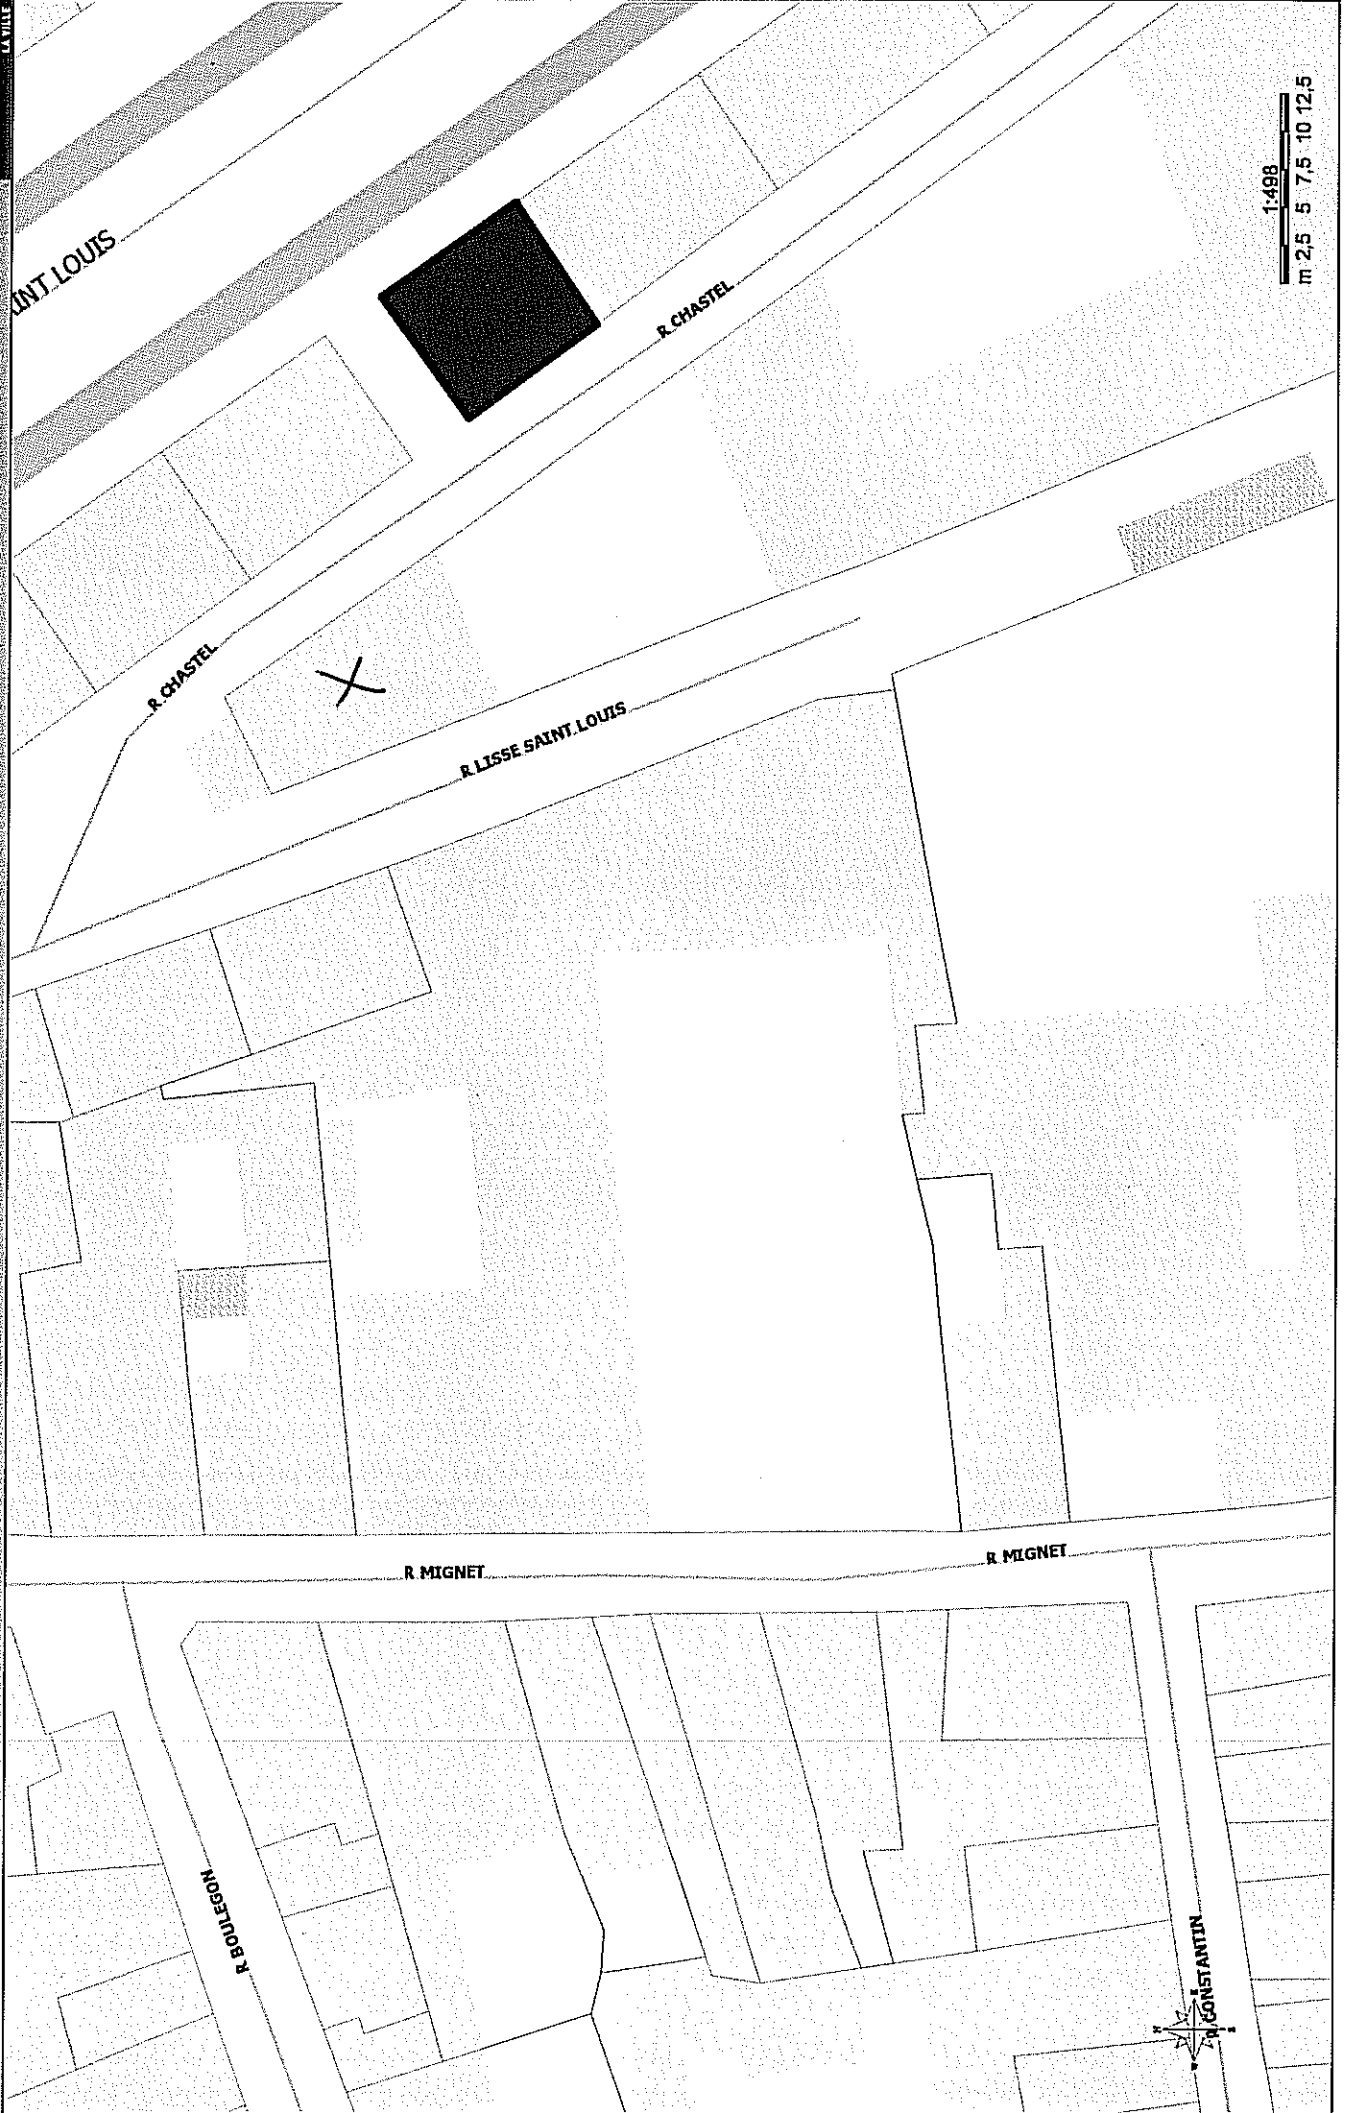 LA VILLE
INT LOUIS
1:498
m 2,5 5 7,5 10 12,5
R CHASTEL
R CHASTEL
R LISSE SAINT LOUIS
R MIGNET
R MIGNET
R BOULEGON
R CONSTANTIN